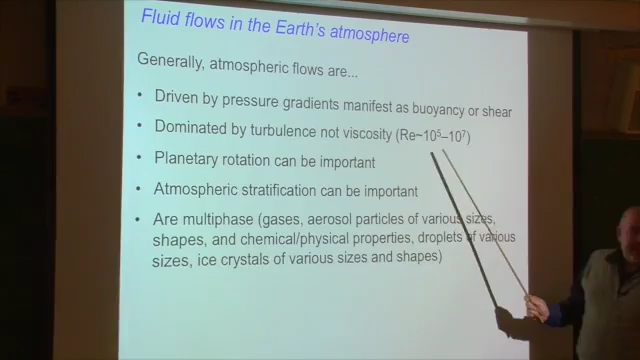 Fluid flows in the Earth's atmosphere
Generally, atmospheric flows are...
• Driven by pressure gradients manifest as buoyancy or shear
• Dominated by turbulence not viscosity (Re~10⁵–10⁷)
• Planetary rotation can be important
• Atmospheric stratification can be important
• Are multiphase (gases, aerosol particles of various sizes,
shapes, and chemical/physical properties, droplets of various
sizes, ice crystals of various sizes and shapes)